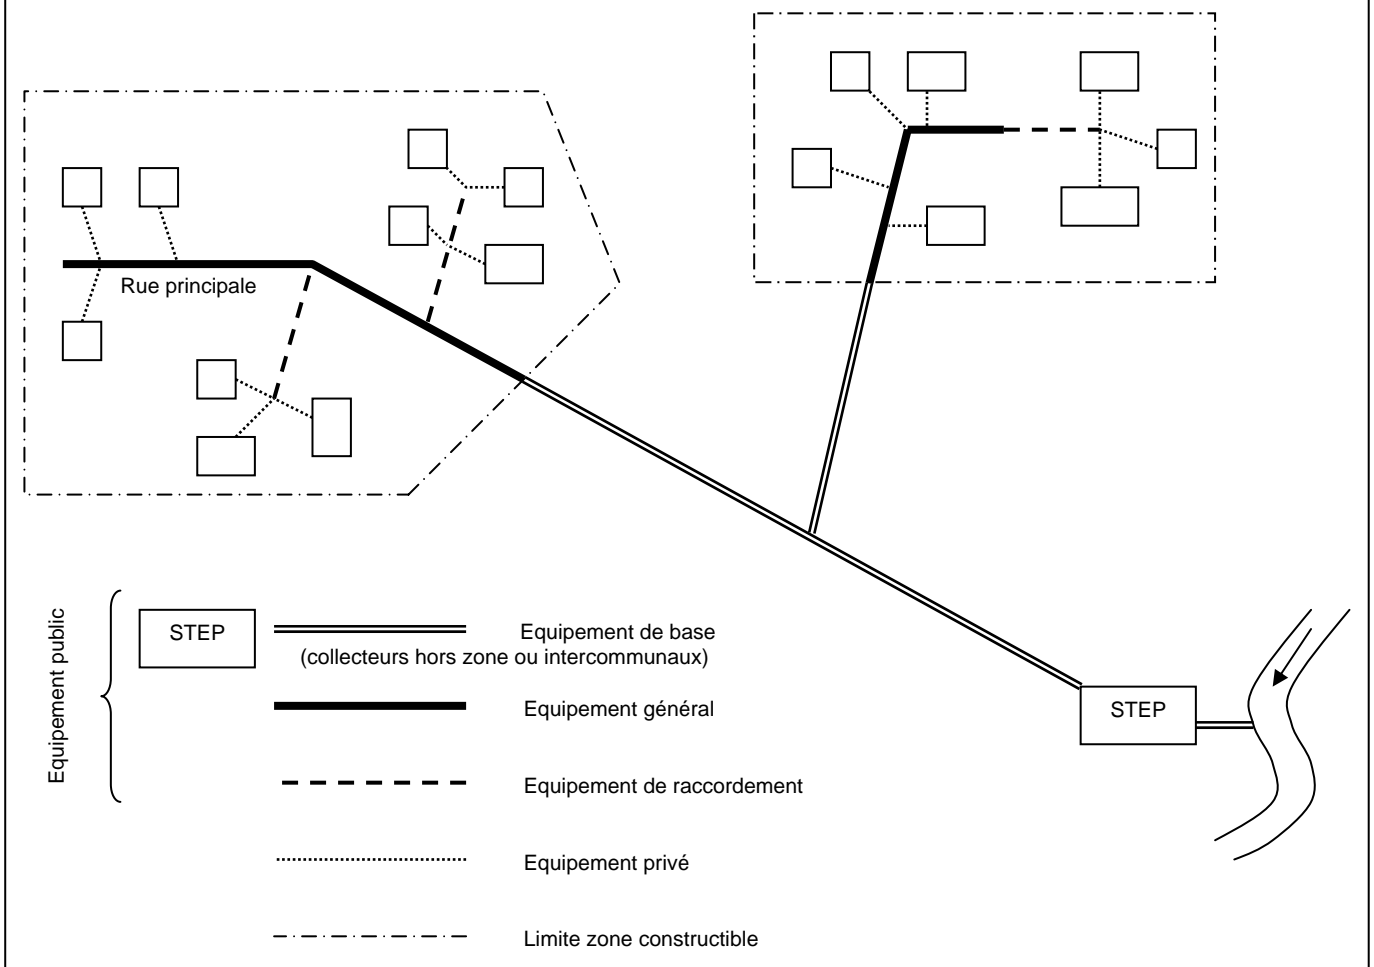 Rue principale
Equipement public
STEP
Equipement de base
(collecteurs hors zone ou intercommunaux)
STEP
Equipement général
Equipement de raccordement
Equipement privé
Limite zone constructible